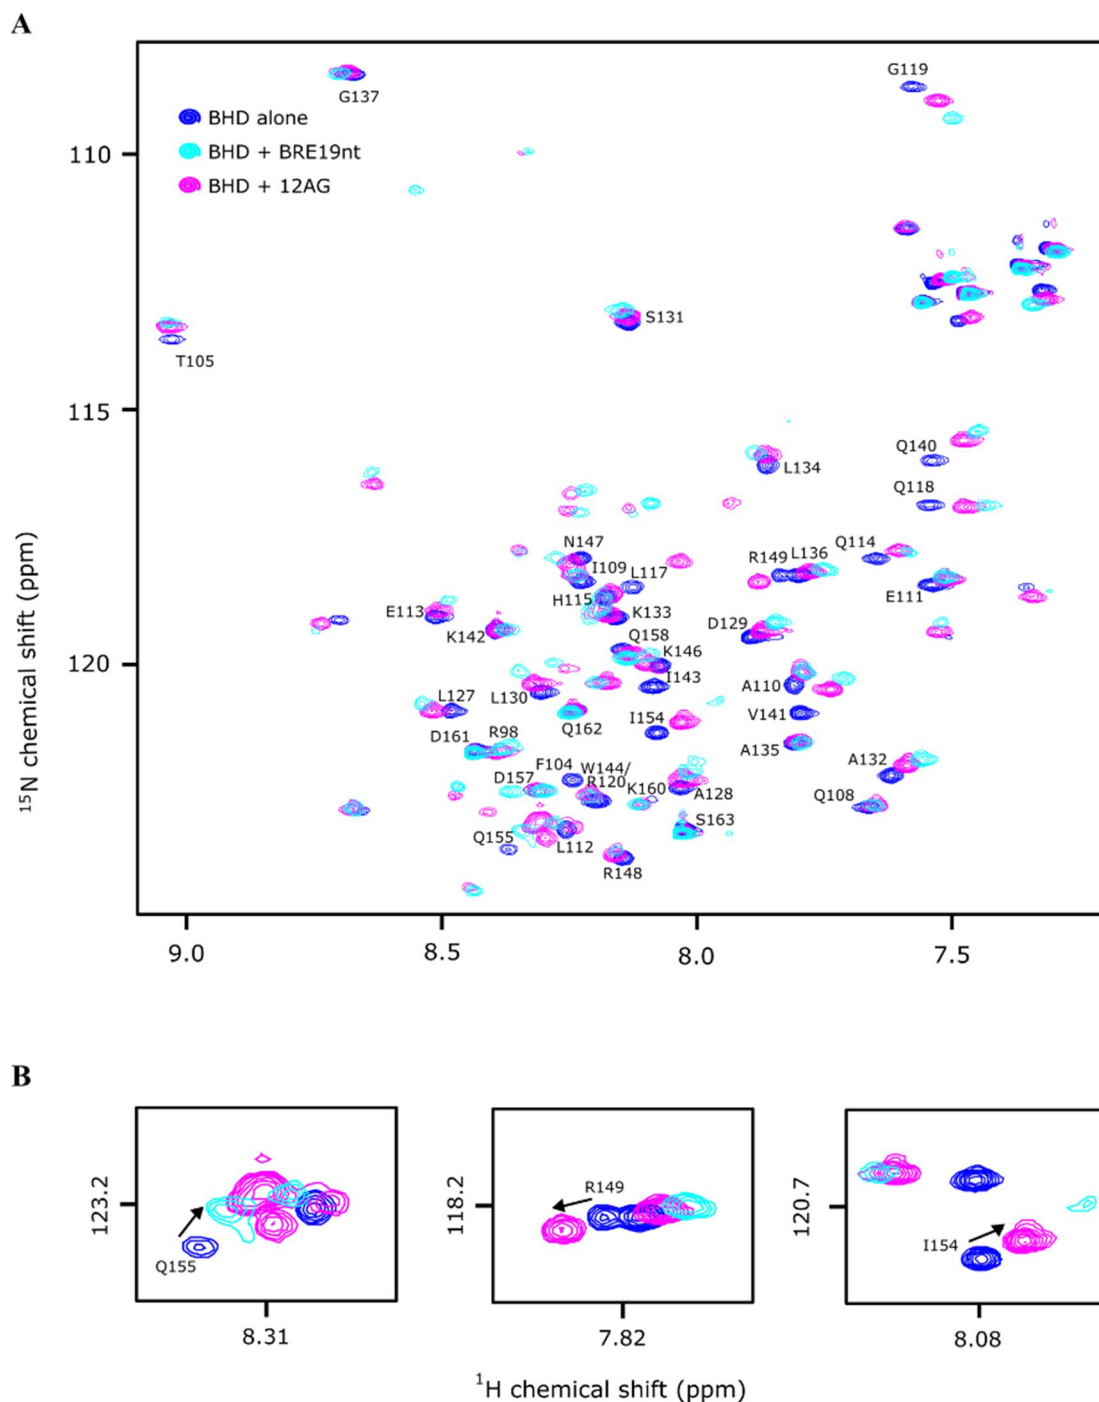 A
G137
G119
BHD alone
BHD + BRE19nt
BHD + 12AG
110
S131
T105
115
Q140
L134
Q118
N147
Q114
R149
L136
I109
L117
H115
E111
E113
K133
K142
D129
Q158
K146
120
I143
A110
L127
L130
V141
I154
Q162
D161
R98
A135
F104
W144/
A132
D157
R120
K160
A128
Q108
S163
Q155
L112
R148
15N chemical shift (ppm)
9.0
8.5
8.0
7.5
B
123.2
Q155
8.31
118.2
R149
7.82
120.7
I154
8.08
1H chemical shift (ppm)